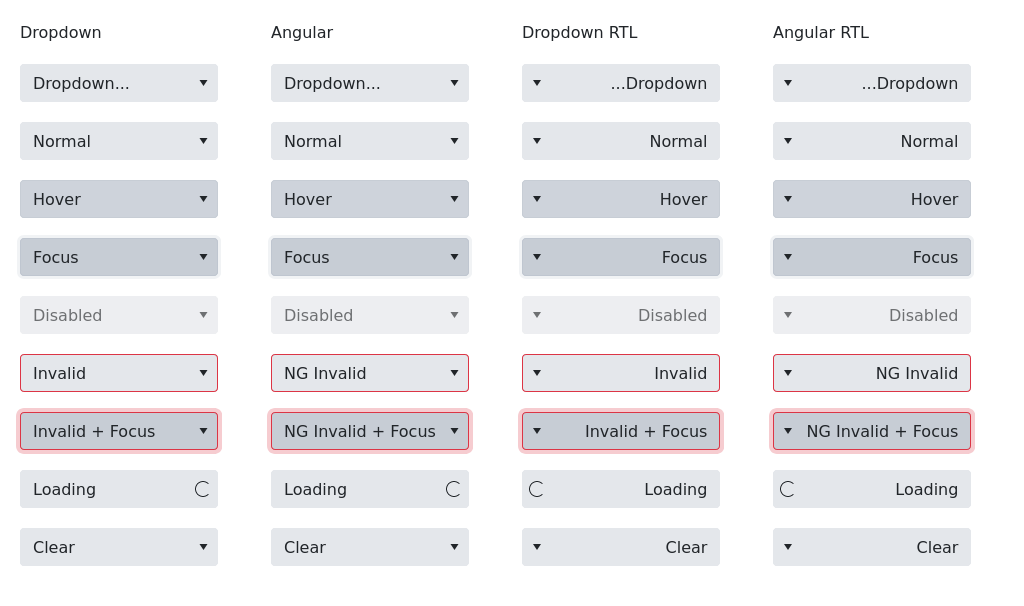 Dropdown Angular Dropdown RTL Angular RTL
Dropdown... Dropdown... ...Dropdown ...Dropdown
Normal Normal Normal Normal
Hover Hover Hover Hover
Focus Focus Focus Focus
Disabled Disabled Disabled Disabled
Invalid NG Invalid Invalid NG Invalid
Invalid + Focus NG Invalid + Focus Invalid + Focus NG Invalid + Focus
Loading Loading Loading Loading
Clear Clear Clear Clear